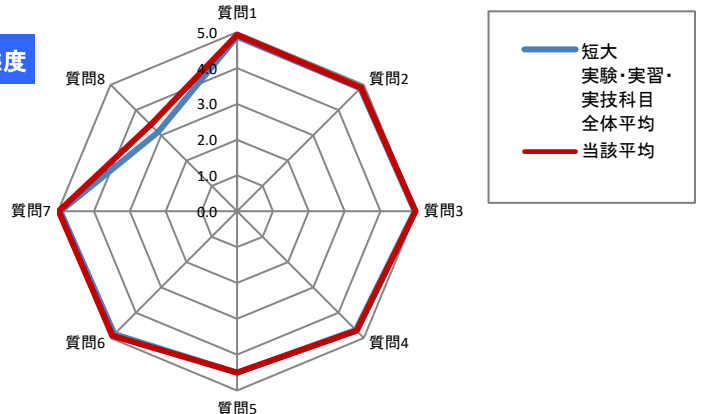 質問1
5.0
度
4.0
質問8
質問2
3.0
2.0
1.0
質問7
0.0
質問3
質問6
質問4
質問5
短大
実験・実習・
実技科目
全体平均
当該平均